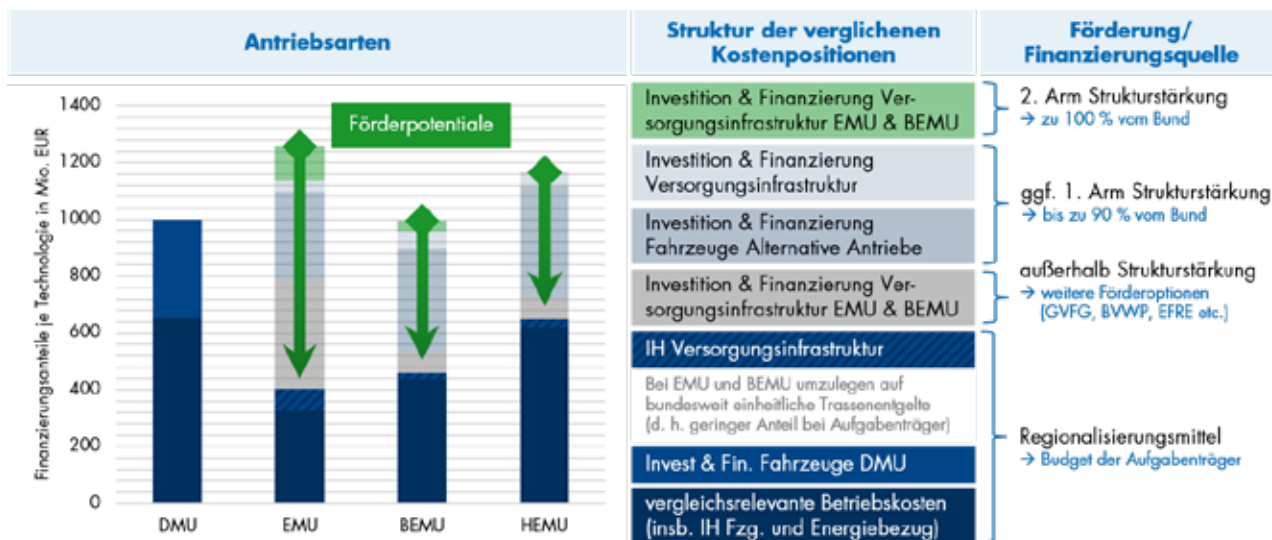 Antriebsarten
Struktur der verglichenen
Kostenpositionen
Förderung/
Finanzierungsquelle
Finanzierungsanteile je Technologie in Mio. EUR
1400
1200
1000
800
600
400
200
0
Förderpotentiale
DMU
EMU
BEMU
HEMU
Investition & Finanzierung Ver-
sorgungsinfrastruktur EMU & BEMU
Investition & Finanzierung
Versorgungsinfrastruktur
Investition & Finanzierung
Fahrzeuge Alternative Antriebe
Investition & Finanzierung Ver-
sorgungsinfrastruktur EMU & BEMU
IH Versorgungsinfrastruktur
Bei EMU und BEMU umzulegen auf
bundesweit einheitliche Trassenentgelte
(d. h. geringer Anteil bei Aufgabenträger)
Invest & Fin. Fahrzeuge DMU
vergleichsrelevante Betriebskosten
(insb. IH Fzg. und Energiebezug)
2. Arm Strukturstärkung
→ zu 100 % vom Bund
ggf. 1. Arm Strukturstärkung
→ bis zu 90 % vom Bund
außerhalb Strukturstärkung
→ weitere Förderoptionen
(GVFG, BVWP, EFRE etc.)
Regionalisierungsmittel
→ Budget der Aufgabenträger